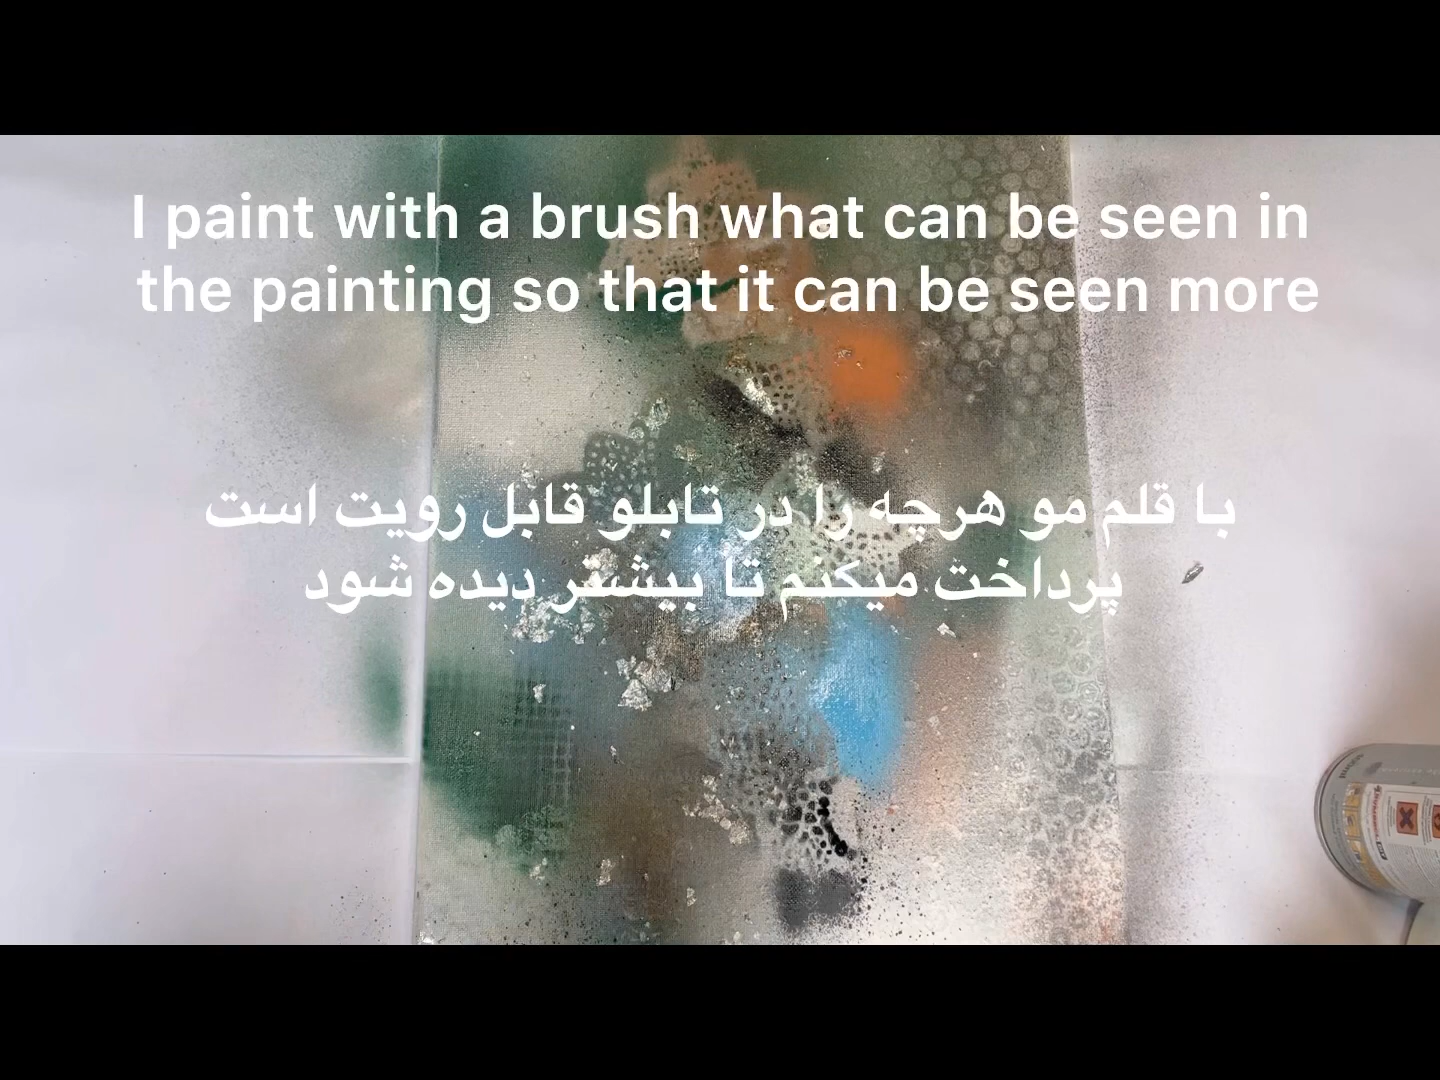 I paint with a brush what can be seen in
the painting so that it can be seen more
با قلم مو هرچه را در تابلو قابل رویت است
پرداخت میکنم تا بیشتر دیده شود